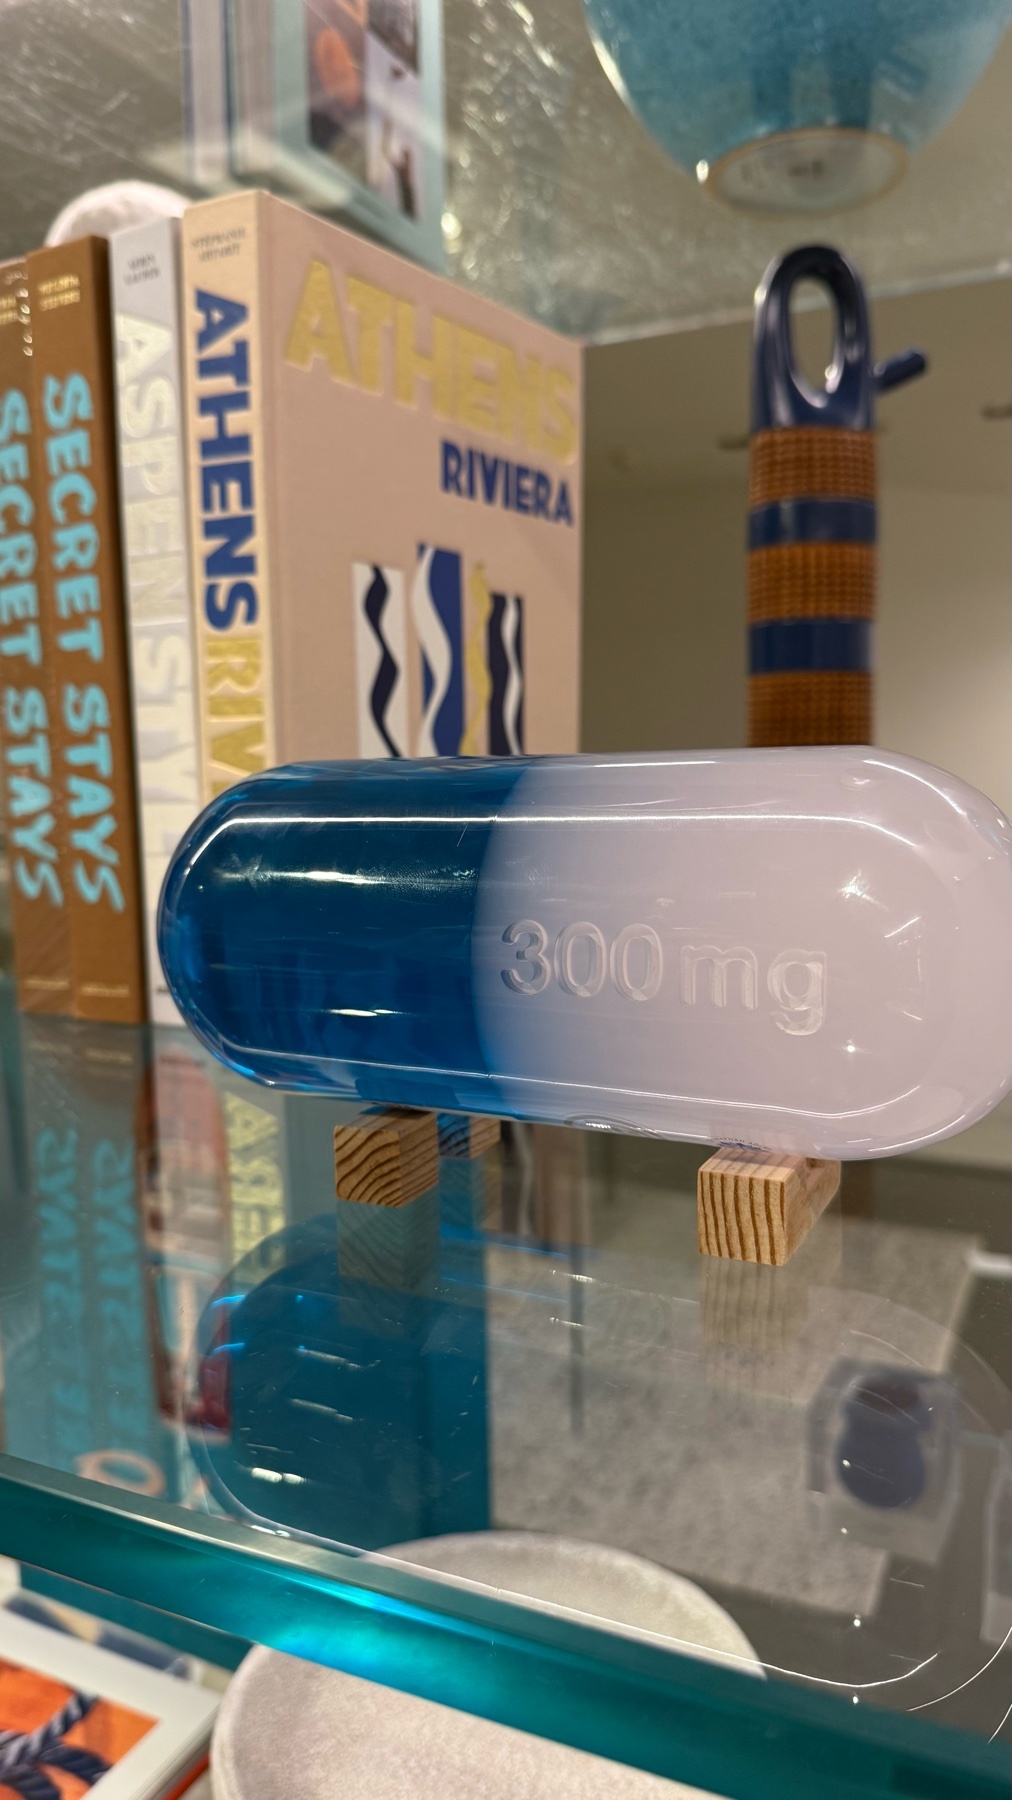 SECRET STAYS
SECRET STAYS
ASPEN STYLE
ATHENS RIV
ATHENS
RIVIERA
300 mg